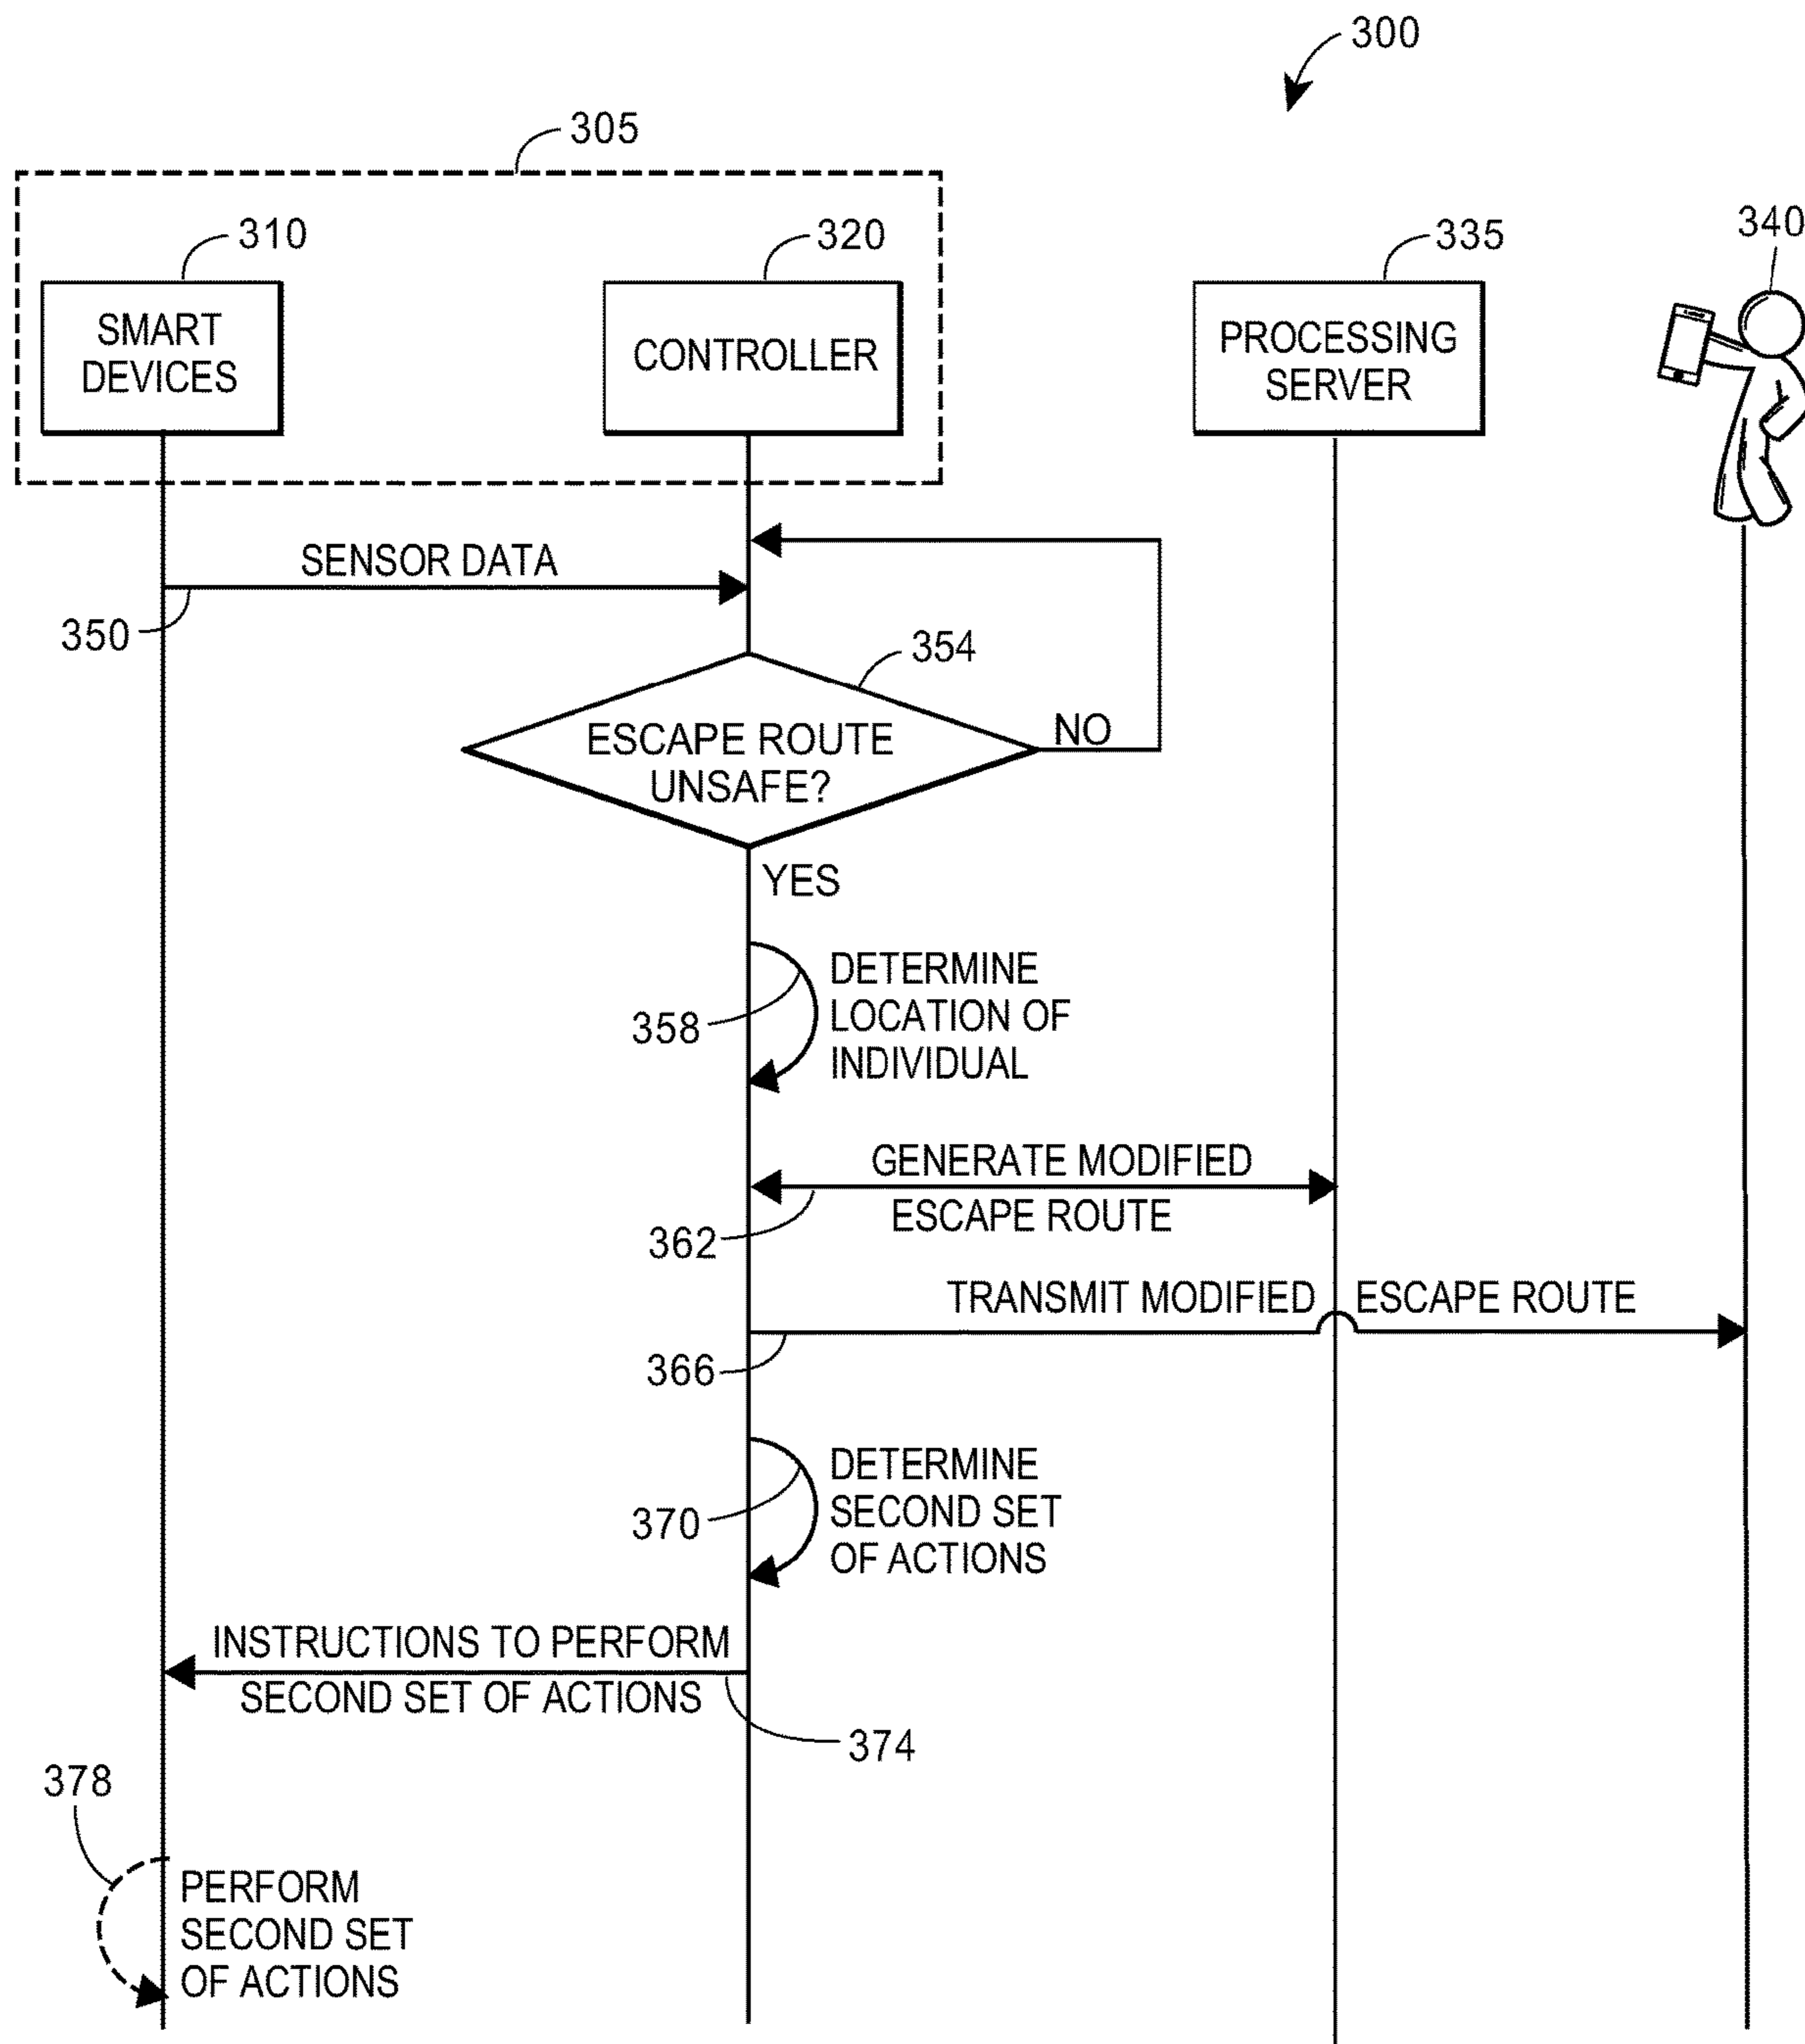 300
305
310
320
335
340
SMART
DEVICES
CONTROLLER
PROCESSING
SERVER
SENSOR DATA
350
354
ESCAPE ROUTE
UNSAFE?
NO
YES
358
DETERMINE
LOCATION OF
INDIVIDUAL
GENERATE MODIFIED
ESCAPE ROUTE
362
TRANSMIT MODIFIED ESCAPE ROUTE
366
370
DETERMINE
SECOND SET
OF ACTIONS
INSTRUCTIONS TO PERFORM
SECOND SET OF ACTIONS
374
378
PERFORM
SECOND SET
OF ACTIONS